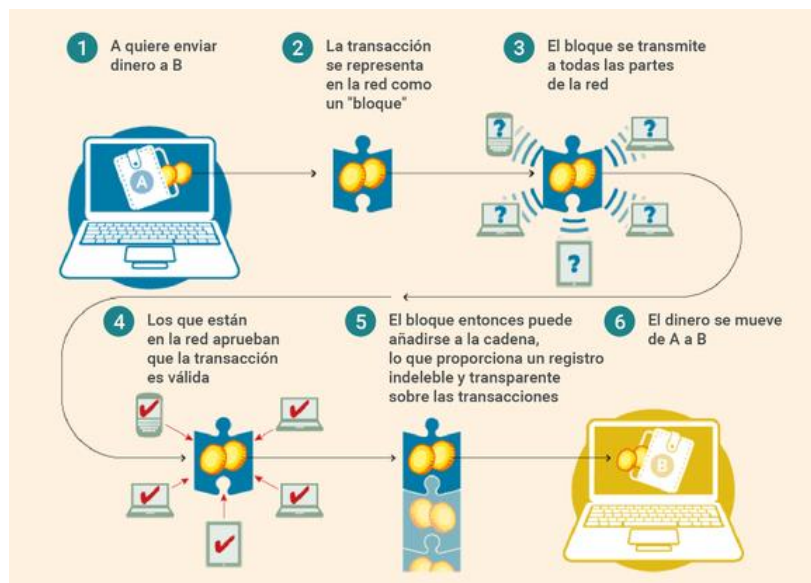 1
A quiere enviar
dinero a B
2
La transacción
se representa
en la red como
un "bloque"
3
El bloque se transmite
a todas las partes
de la red
A
?
?
?
?
?
4
Los que están
en la red aprueban
que la transacción
es válida
5
El bloque entonces puede
añadirse a la cadena,
lo que proporciona un registro
indeleble y transparente
sobre las transacciones
6
El dinero se mueve
de A a B
B